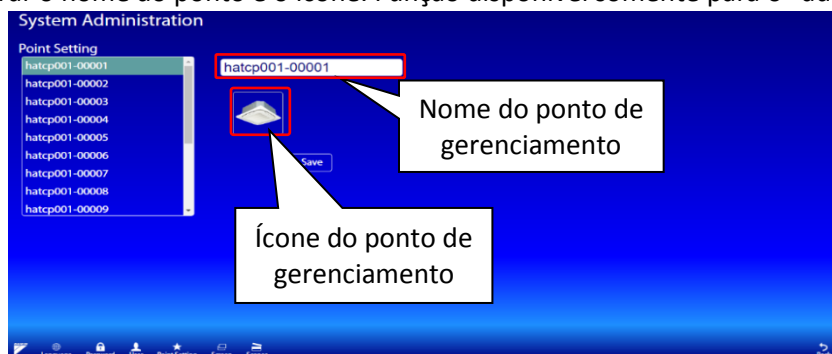 System Administration
Point Setting
hatcp001-00001
hatcp001-00002
hatcp001-00003
hatcp001-00004
hatcp001-00005
hatcp001-00006
hatcp001-00007
hatcp001-00008
hatcp001-00009
hatcp001-00001
Nome do ponto de
gerenciamento
Save
Ícone do ponto de
gerenciamento